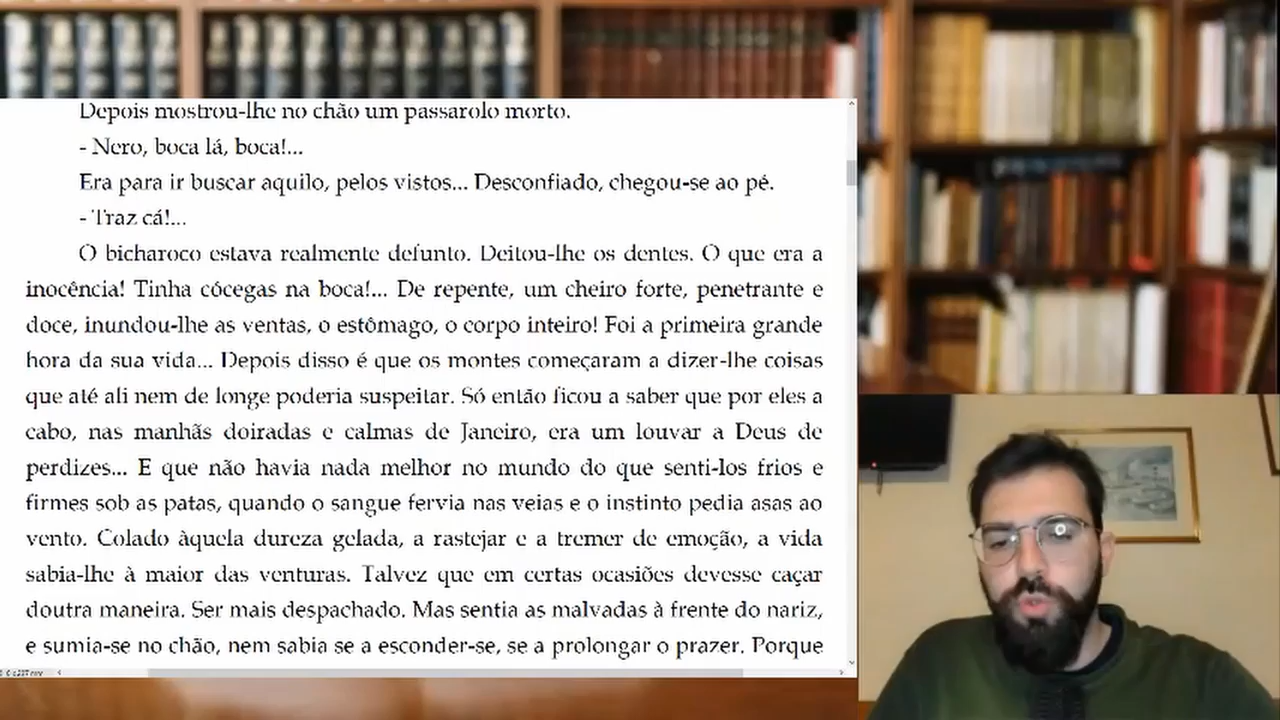 Depois mostrou-lhe no chão um passarolo morto.
- Nero, boca lá, boca!...
Era para ir buscar aquilo, pelos vistos... Desconfiado, chegou-se ao pé.
- Traz cá!...
O bicharoco estava realmente defunto. Deitou-lhe os dentes. O que era a
inocência! Tinha cócegas na boca!... De repente, um cheiro forte, penetrante e
doce, inundou-lhe as ventas, o estômago, o corpo inteiro! Foi a primeira grande
hora da sua vida... Depois disso é que os montes começaram a dizer-lhe coisas
que até ali nem de longe poderia suspeitar. Só então ficou a saber que por eles a
cabo, nas manhãs doiradas e calmas de Janeiro, era um louvar a Deus de
perdizes... E que não havia nada melhor no mundo do que senti-los frios e
firmes sob as patas, quando o sangue fervia nas veias e o instinto pedia asas ao
vento. Colado àquela dureza gelada, a rastejar e a tremer de emoção, a vida
sabia-lhe à maior das venturas. Talvez que em certas ocasiões devesse caçar
doutra maneira. Ser mais despachado. Mas sentia as malvadas à frente do nariz,
e sumia-se no chão, nem sabia se a esconder-se, se a prolongar o prazer. Porque